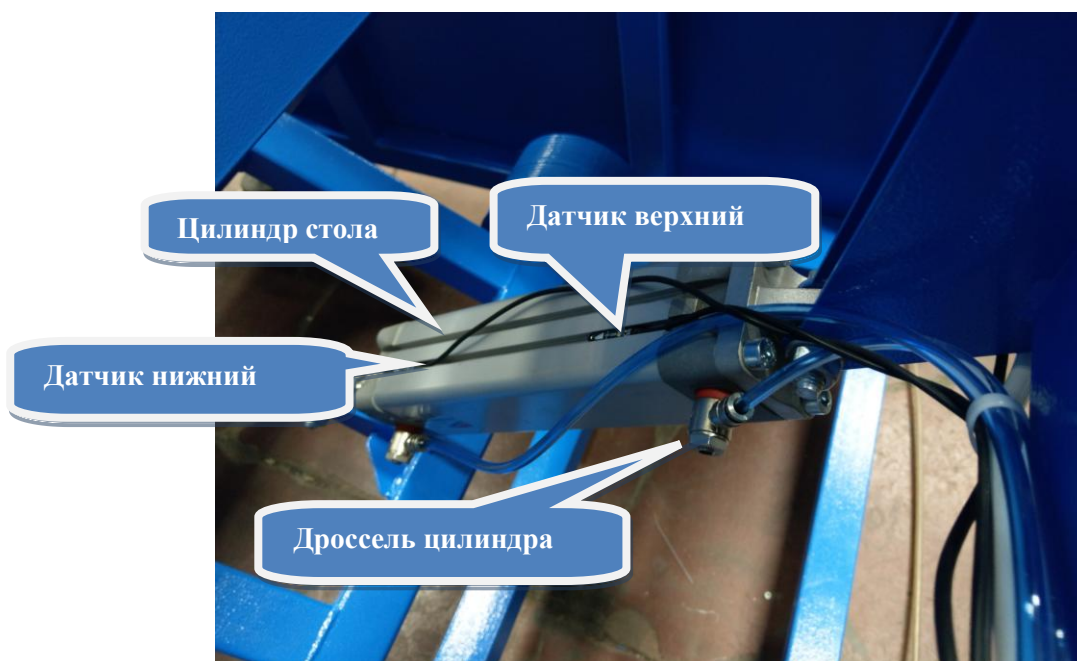 Цилиндр стола
Датчик верхний
Датчик нижний
Дроссель цилиндра